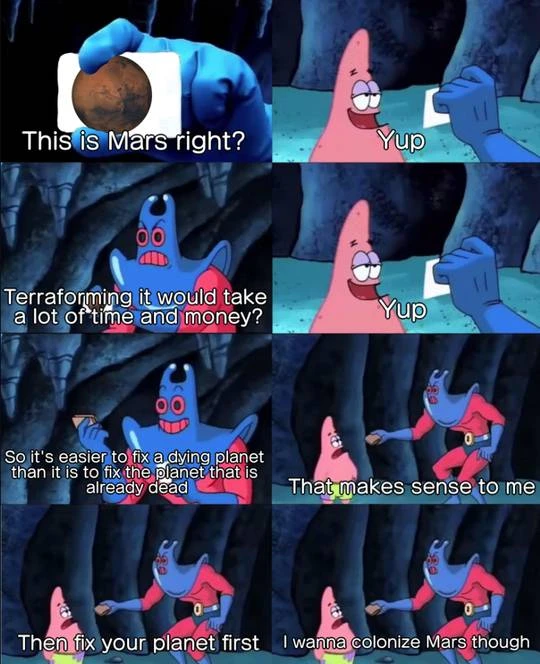 This is Mars right?
Yup
Terraforming it would take
a lot of time and money?
Yup
So it's easier to fix a dying planet
than it is to fix the planet that is
already dead
That makes sense to me
Then fix your planet first
I wanna colonize Mars though